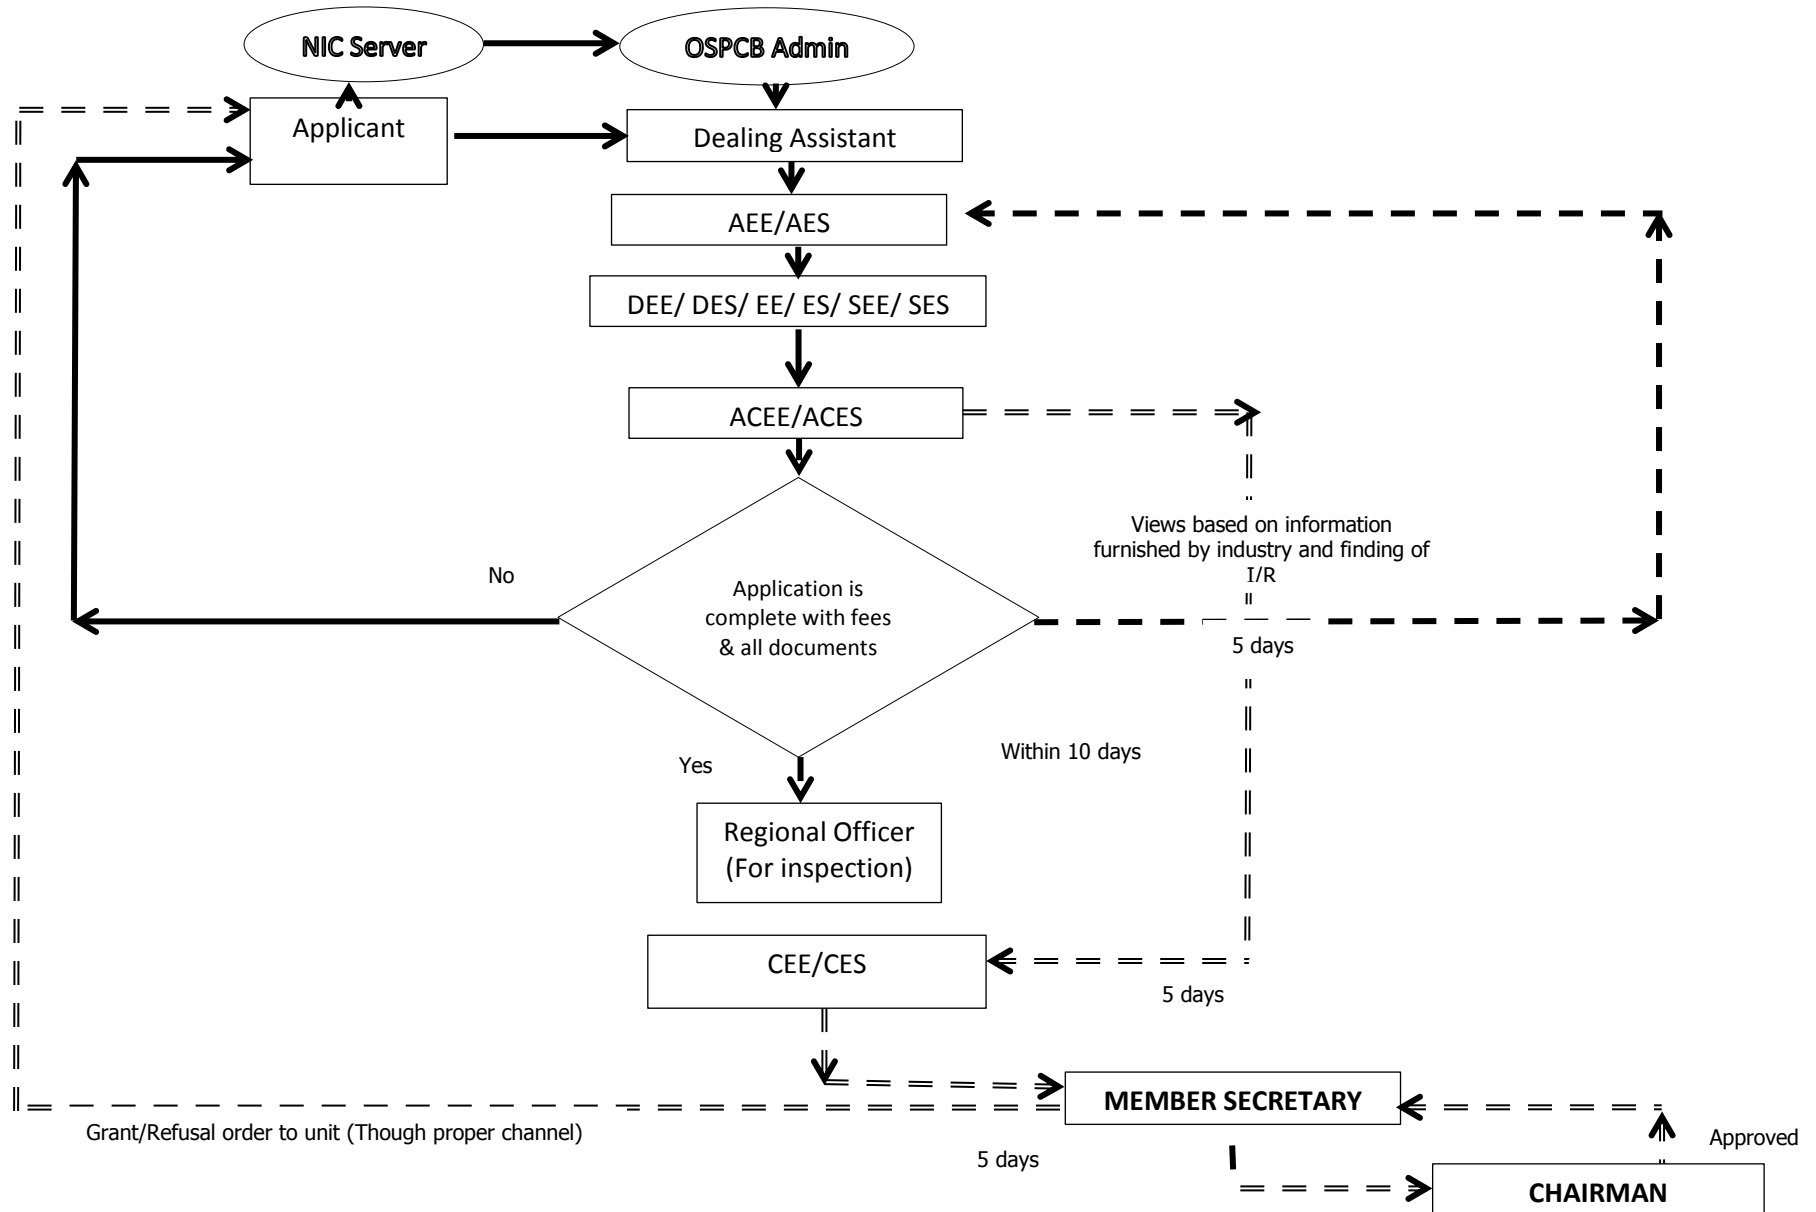 NIC Server
OSPCB Admin
Applicant
Dealing Assistant
AEE/AES
DEE/ DES/ EE/ ES/ SEE/ SES
ACEE/ACES
Views based on information
furnished by industry and finding of
I/R
No
Application is
complete with fees
& all documents
5 days
Within 10 days
Yes
Regional Officer
(For inspection)
CEE/CES
5 days
MEMBER SECRETARY
Grant/Refusal order to unit (Though proper channel)
Approved
5 days
CHAIRMAN